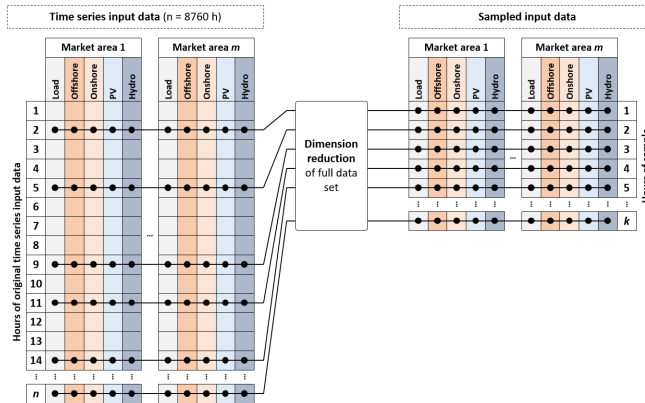 Time series input data (n = 8760 h)
Sampled input data
Market area 1
Market area m
Market area 1
Market area m
Load
Offshore
Onshore
PV
Hydro
Load
Offshore
Onshore
PV
Hydro
Load
Offshore
Onshore
PV
Hydro
Load
Offshore
Onshore
PV
Hydro
Hours of original time series input data
1
2
3
4
5
6
7
8
9
10
11
12
13
14
...
n
...
Dimension
reduction
of full data
set
...
1
2
3
4
5
...
k